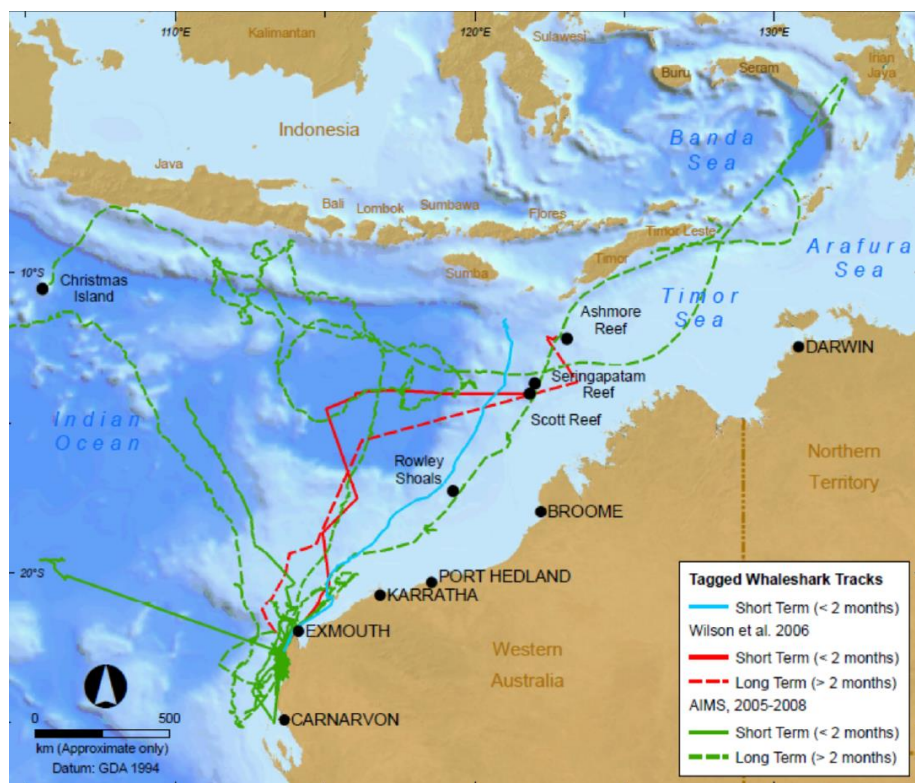 110°E
120°E
130°E
Kalimantan
Sulawesi
Buru
Seram
Irian
Jaya
Indonesia
Banda
Sea
Java
Bali
Lombok
Sumbawa
Flores
Timor Leste
Sumba
Timor
Arafura
Sea
10°S
Christmas
Island
Timor
Sea
Ashmore
Reef
DARWIN
Seringapatam
Reef
Scott Reef
Indian
Ocean
Northern
Territory
Rowley
Shoals
BROOME
20°S
PORT HEDLAND
KARRATHA
EXMOUTH
Western
Australia
CARNARVON
0
500
km (Approximate only)
Datum: GDA 1994
Tagged Whaleshark Tracks
Short Term (< 2 months)
Wilson et al. 2006
Short Term (< 2 months)
Long Term (> 2 months)
AIMS, 2005-2008
Short Term (< 2 months)
Long Term (> 2 months)